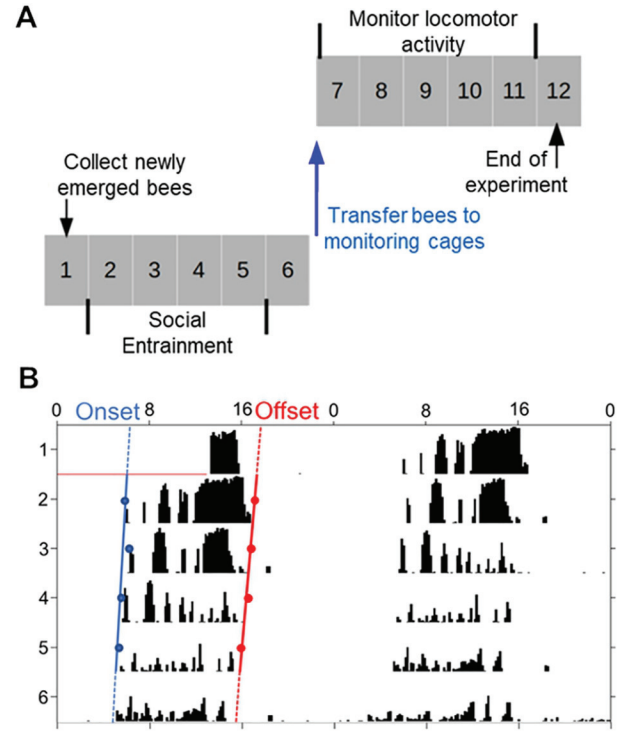 A
Monitor locomotor
activity
7 8 9 10 11 12
Collect newly
emerged bees
End of
experiment
Transfer bees to
monitoring cages
1 2 3 4 5 6
Social
Entrainment
B
0 Onset 8 16 Offset 0 8 16 0
1
2
3
4
5
6